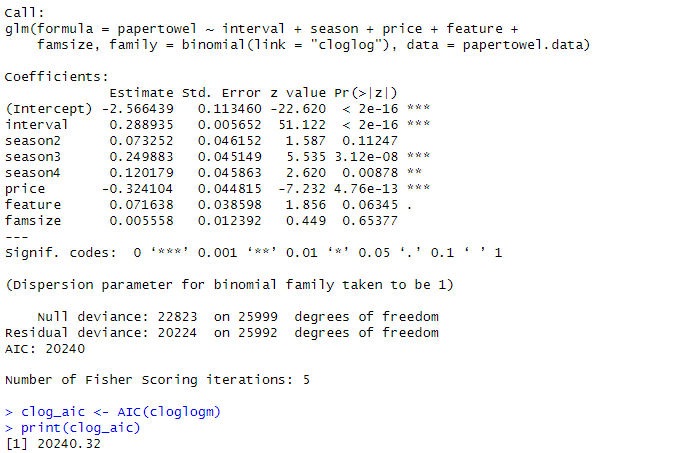 Call:
glm(formula = papertowel ~ interval + season + price + feature +
    famsize, family = binomial(link = "cloglog"), data = papertowel.data)

Coefficients:
             Estimate Std. Error z value Pr(>|z|)
(Intercept) -2.566439   0.113460 -22.620  < 2e-16 ***
interval     0.288935   0.005652  51.122  < 2e-16 ***
season2      0.073252   0.046152   1.587  0.11247
season3      0.249883   0.045149   5.535 3.12e-08 ***
season4      0.120179   0.045863   2.620  0.00878 **
price       -0.324104   0.044815  -7.232 4.76e-13 ***
feature      0.071638   0.038598   1.856  0.06345 .
famsize      0.005558   0.012392   0.449  0.65377
---
Signif. codes:  0 ‘***’ 0.001 ‘**’ 0.01 ‘*’ 0.05 ‘.’ 0.1 ‘ ’ 1

(Dispersion parameter for binomial family taken to be 1)

    Null deviance: 22823  on 25999  degrees of freedom
Residual deviance: 20224  on 25992  degrees of freedom
AIC: 20240

Number of Fisher Scoring iterations: 5

> clog_aic <- AIC(cloglogm)
> print(clog_aic)
[1] 20240.32